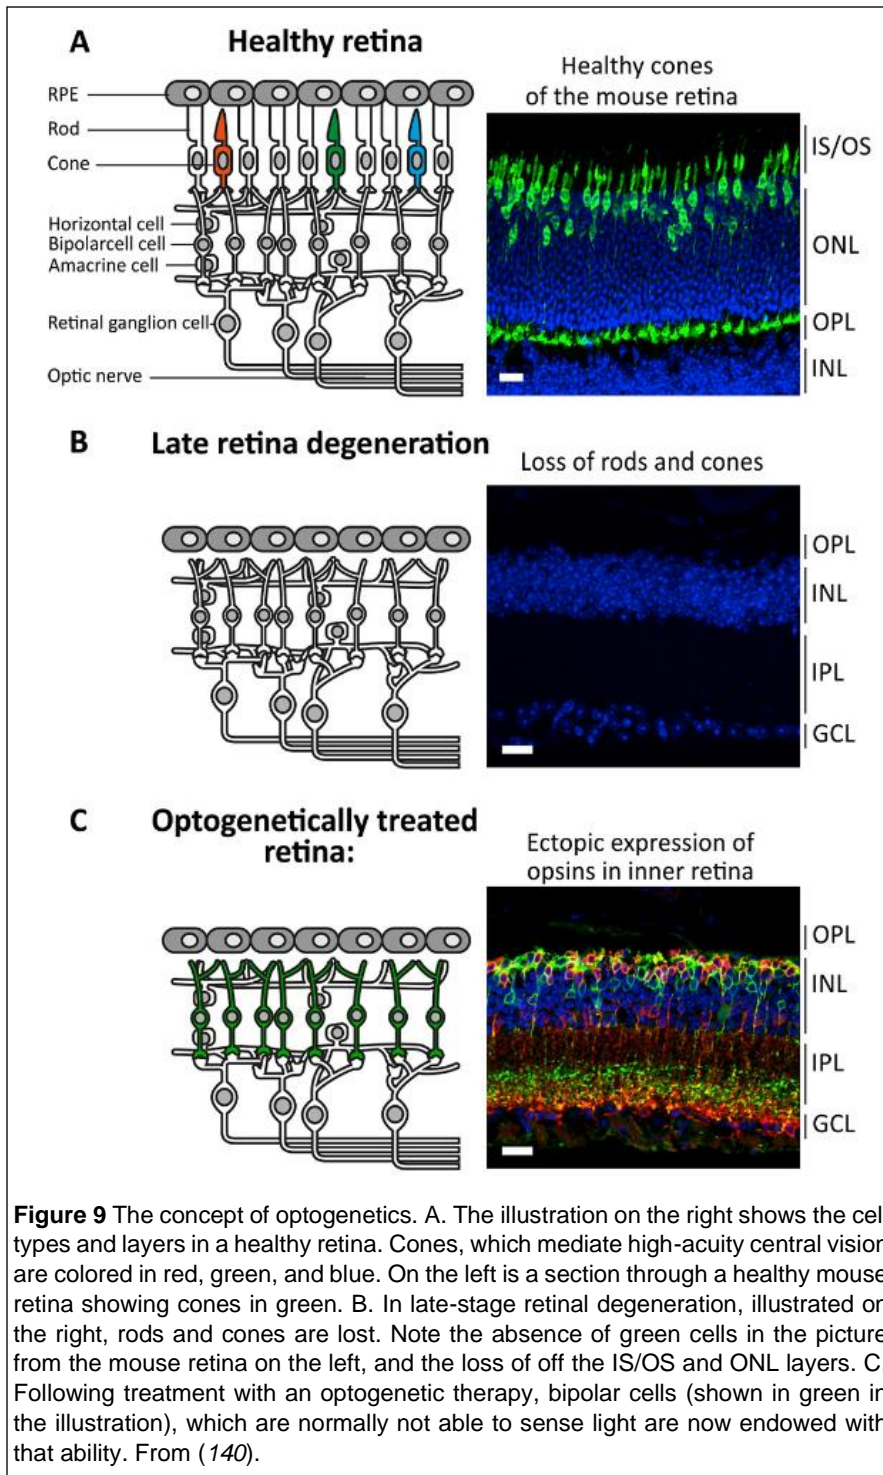 A
Healthy retina
RPE
Rod
Cone
Horizontal cell
Bipolarcell cell
Amacrine cell
Retinal ganglion cell
Optic nerve
Healthy cones
of the mouse retina
IS/OS
ONL
OPL
INL
B
Late retina degeneration
Loss of rods and cones
OPL
INL
IPL
GCL
C
Optogenetically treated
retina:
Ectopic expression of
opsins in inner retina
OPL
INL
IPL
GCL
Figure 9 The concept of optogenetics. A. The illustration on the right shows the cel
types and layers in a healthy retina. Cones, which mediate high-acuity central vision
are colored in red, green, and blue. On the left is a section through a healthy mouse
retina showing cones in green. B. In late-stage retinal degeneration, illustrated on
the right, rods and cones are lost. Note the absence of green cells in the picture
from the mouse retina on the left, and the loss of off the IS/OS and ONL layers. C.
Following treatment with an optogenetic therapy, bipolar cells (shown in green in
the illustration), which are normally not able to sense light are now endowed with
that ability. From (140).